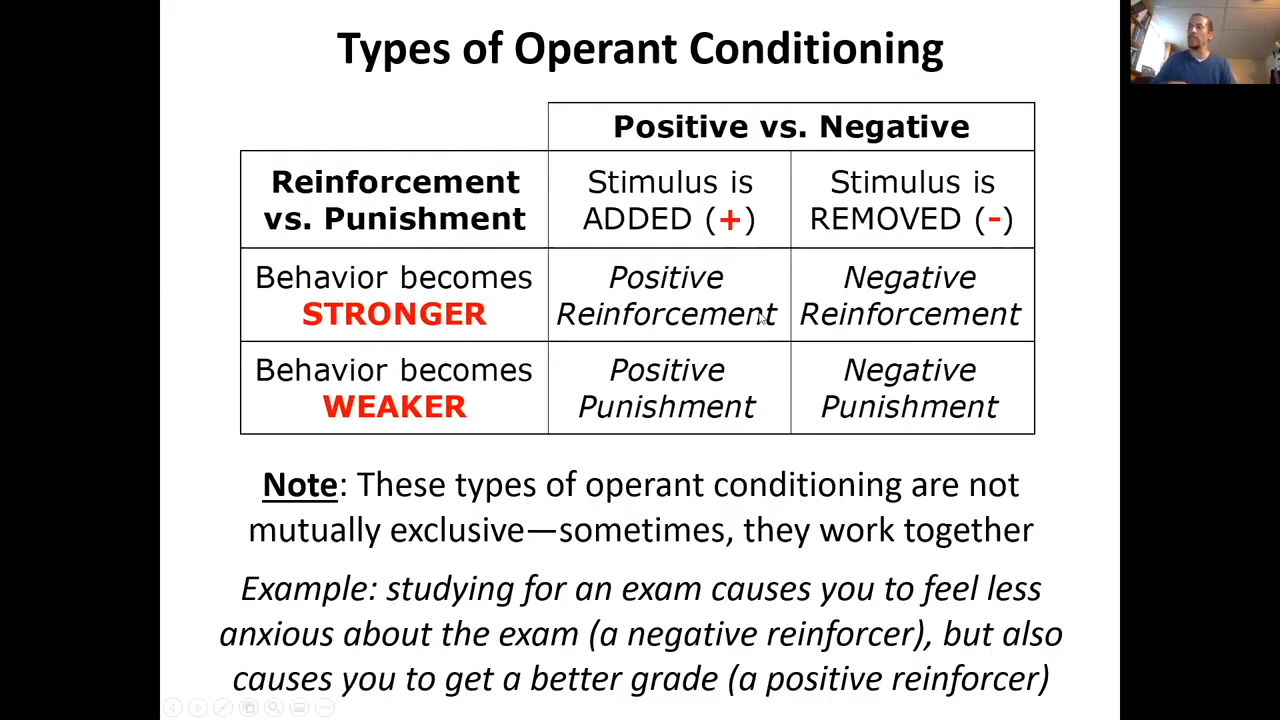 Types of Operant Conditioning
Positive vs. Negative
Reinforcement
vs. Punishment
Stimulus is
ADDED (+)
Stimulus is
REMOVED (-)
Behavior becomes
STRONGER
Positive
Reinforcement
Negative
Reinforcement
Behavior becomes
WEAKER
Positive
Punishment
Negative
Punishment
Note: These types of operant conditioning are not
mutually exclusive—sometimes, they work together
Example: studying for an exam causes you to feel less
anxious about the exam (a negative reinforcer), but also
causes you to get a better grade (a positive reinforcer)